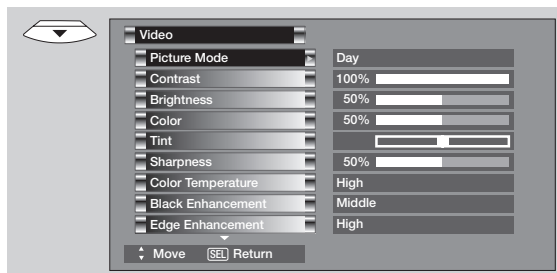 Video
Picture Mode Day
Contrast 100%
Brightness 50%
Color 50%
Tint
Sharpness 50%
Color Temperature High
Black Enhancement Middle
Edge Enhancement High
Move SEL Return